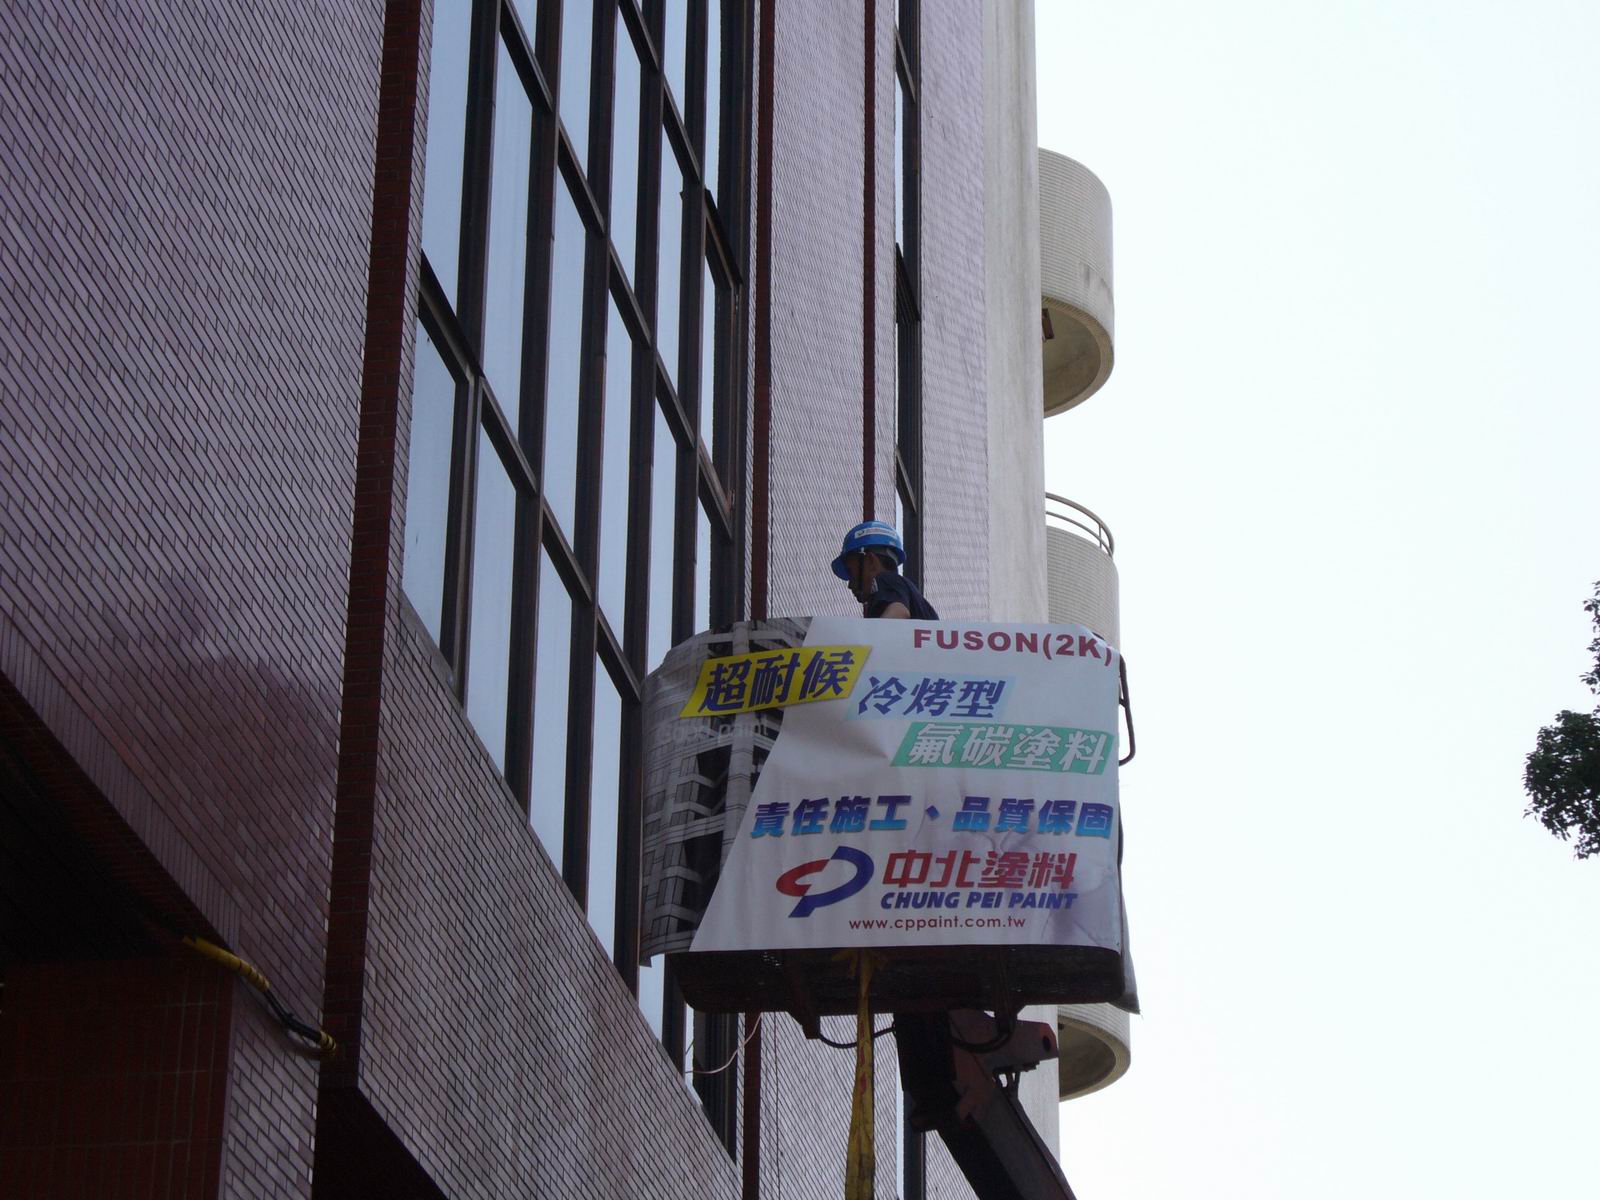 FUSON(2K)
超耐候
冷烤型
氟碳塗料
責任施工、品質保固
中北塗料
CHUNG PEI PAINT
www.cppaint.com.tw